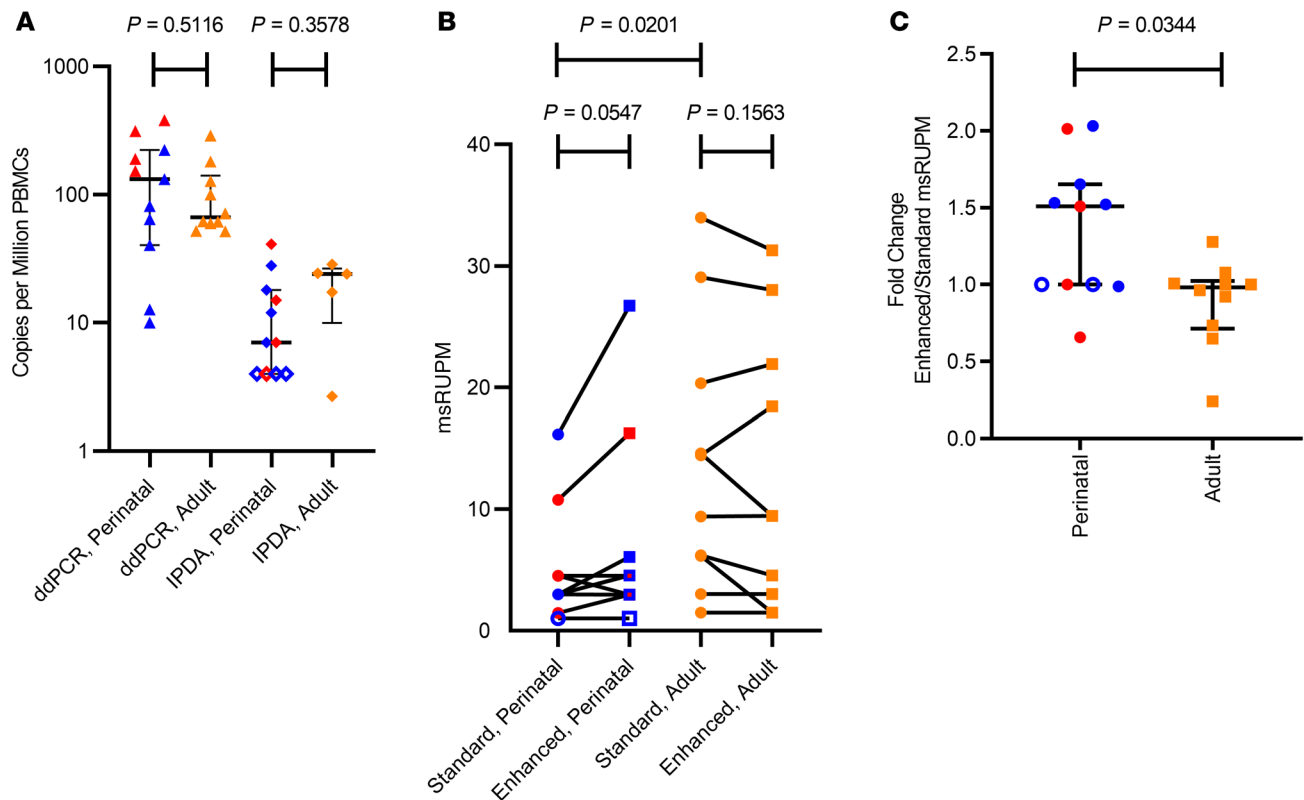 A
P = 0.5116
P = 0.3578
Copies per Million PBMCs
1000
100
10
1
ddPCR, Perinatal
ddPCR, Adult
IPDA, Perinatal
IPDA, Adult
B
P = 0.0201
P = 0.0547
P = 0.1563
msRUPM
40
30
20
10
0
Standard, Perinatal
Enhanced, Perinatal
Standard, Adult
Enhanced, Adult
C
P = 0.0344
Fold Change
Enhanced/Standard msRUPM
2.5
2.0
1.5
1.0
0.5
0.0
Perinatal
Adult